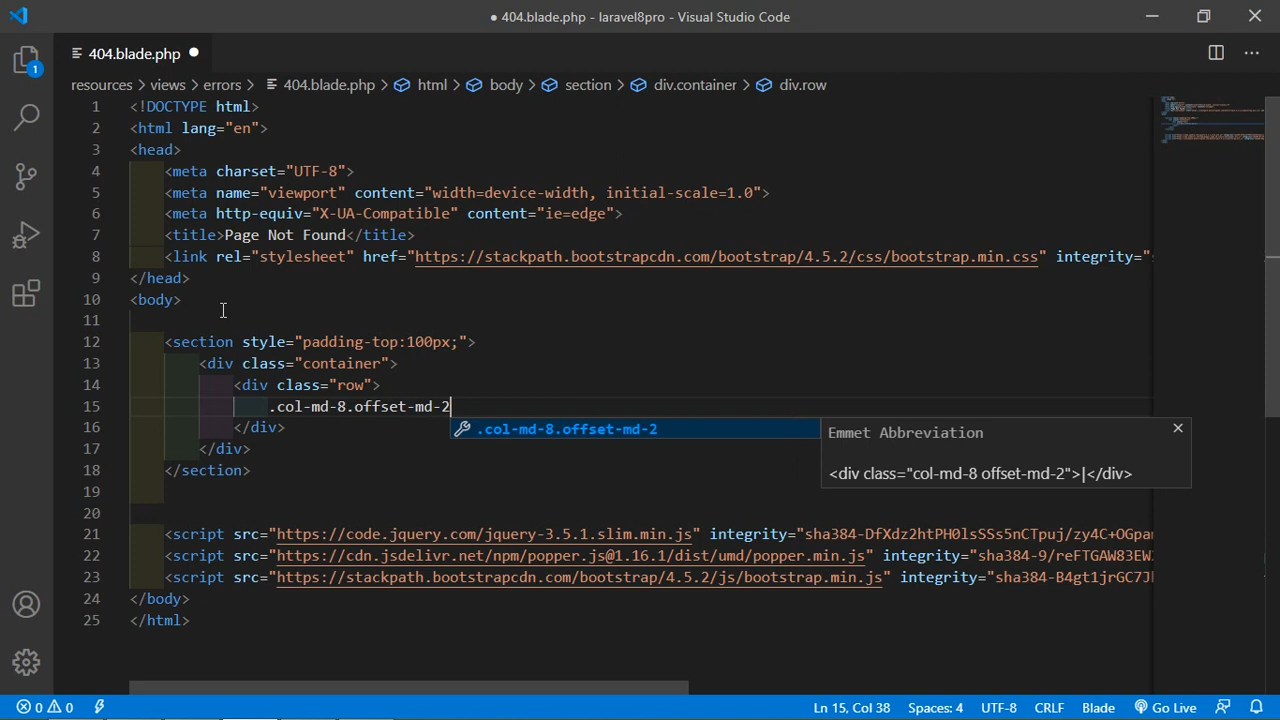 ● 404.blade.php - laravel8pro - Visual Studio Code
404.blade.php ●
resources > views > errors > 404.blade.php > html > body > section > div.container > div.row
1
1 <!DOCTYPE html>
2 <html lang="en">
3 <head>
4 <meta charset="UTF-8">
5 <meta name="viewport" content="width=device-width, initial-scale=1.0">
6 <meta http-equiv="X-UA-Compatible" content="ie=edge">
7 <title>Page Not Found</title>
8 <link rel="stylesheet" href="https://stackpath.bootstrapcdn.com/bootstrap/4.5.2/css/bootstrap.min.css" integrity="
9 </head>
10 <body>
11
12 <section style="padding-top:100px;">
13 <div class="container">
14 <div class="row">
15 .col-md-8.offset-md-2
16 </div>
.col-md-8.offset-md-2
Emmet Abbreviation
<div class="col-md-8 offset-md-2">|</div>
17 </div>
18 </section>
19
20
21 <script src="https://code.jquery.com/jquery-3.5.1.slim.min.js" integrity="sha384-DfXdz2htPH0lsSSs5nCTpuj/zy4C+OGpam
22 <script src="https://cdn.jsdelivr.net/npm/popper.js@1.16.1/dist/umd/popper.min.js" integrity="sha384-9/reFTGAW83EW
23 <script src="https://stackpath.bootstrapcdn.com/bootstrap/4.5.2/js/bootstrap.min.js" integrity="sha384-B4gt1jrGC7J
24 </body>
25 </html>
0 0 Ln 15, Col 38 Spaces: 4 UTF-8 CRLF Blade Go Live